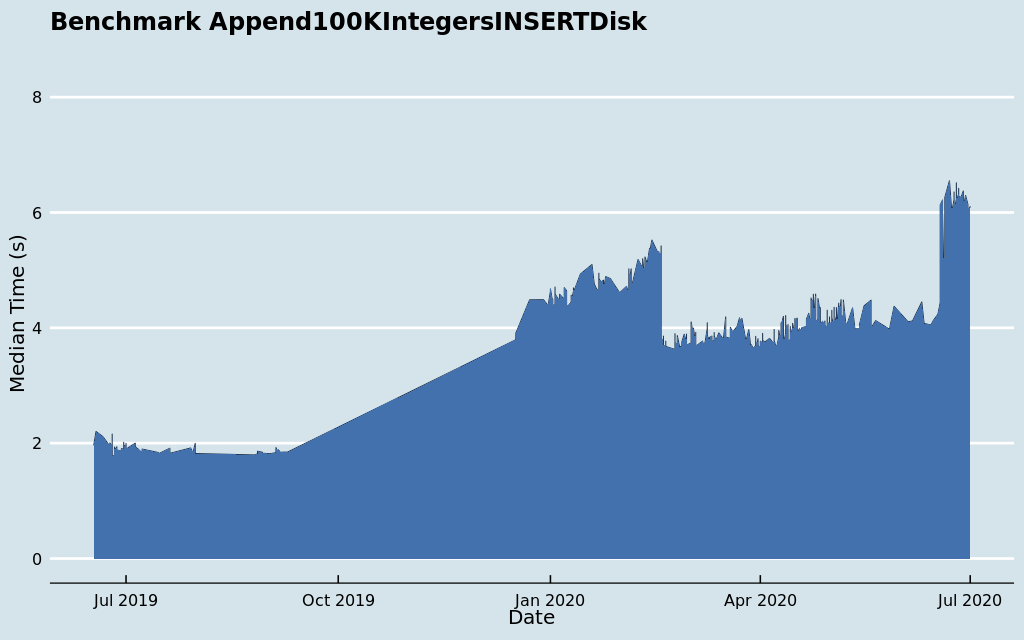 Benchmark Append100KIntegersINSERTDisk
8
6
4
2
0
Median Time (s)
Jul 2019 Oct 2019 Jan 2020 Apr 2020 Jul 2020
Date